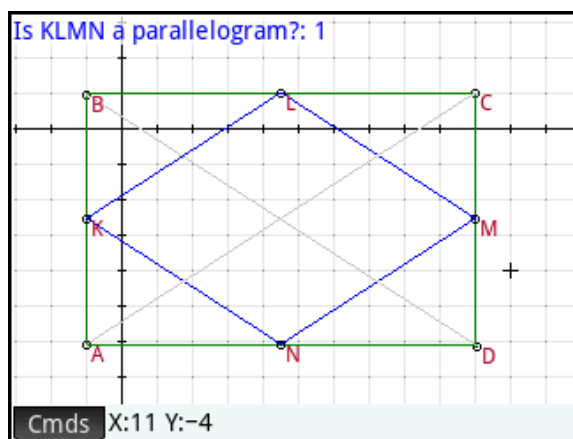 Is KLMN a parallelogram?: 1
B L C
K M
A N D
Cmds X:11 Y:-4